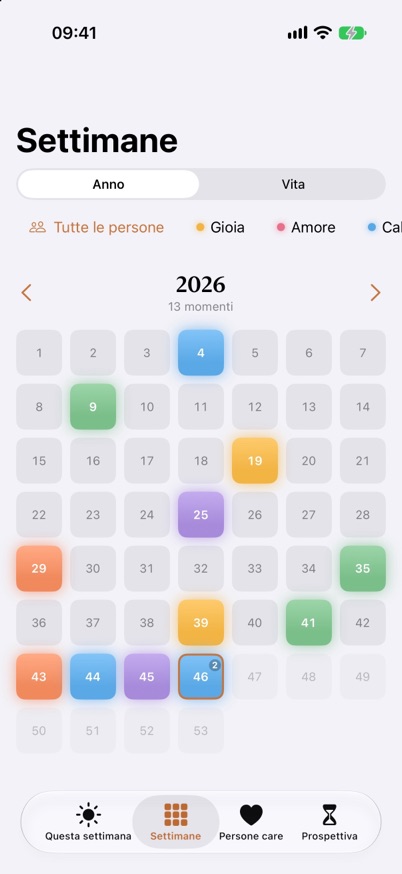 09:41
Settimane
Anno Vita
Tutte le persone Gioia Amore
2026
13 momenti
1 2 3 4 5 6 7
8 9 10 11 12 13 14
15 16 17 18 19 20 21
22 23 24 25 26 27 28
29 30 31 32 33 34 35
36 37 38 39 40 41 42
43 44 45 46 2 47 48 49
50 51 52 53
Questa settimana Settimane Persone care Prospettiva